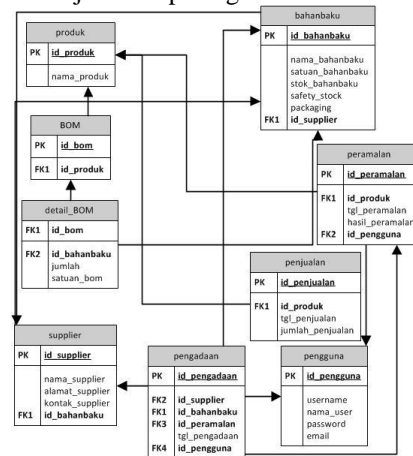 produk
PK id_produk
nama_produk
bahanbaku
PK id_bahanbaku
nama_bahanbaku
satuan_bahanbaku
stok_bahanbaku
safety_stock
packaging
FK1 id_supplier
BOM
PK id_bom
FK1 id_produk
peramalan
PK id_peramalan
FK1 id_produk
tgl_peramalan
hasil_peramalan
FK2 id_pengguna
detail_BOM
FK1 id_bom
FK2 id_bahanbaku
jumlah
satuan_bom
penjualan
PK id_penjualan
FK1 id_produk
tgl_penjualan
jumlah_penjualan
supplier
PK id_supplier
nama_supplier
alamat_supplier
kontak_supplier
FK1 id_bahanbaku
pengadaan
PK id_pengadaan
FK2 id_supplier
FK1 id_bahanbaku
FK3 id_peramalan
tgl_pengadaan
FK4 id_pengguna
pengguna
PK id_pengguna
username
nama_user
password
email